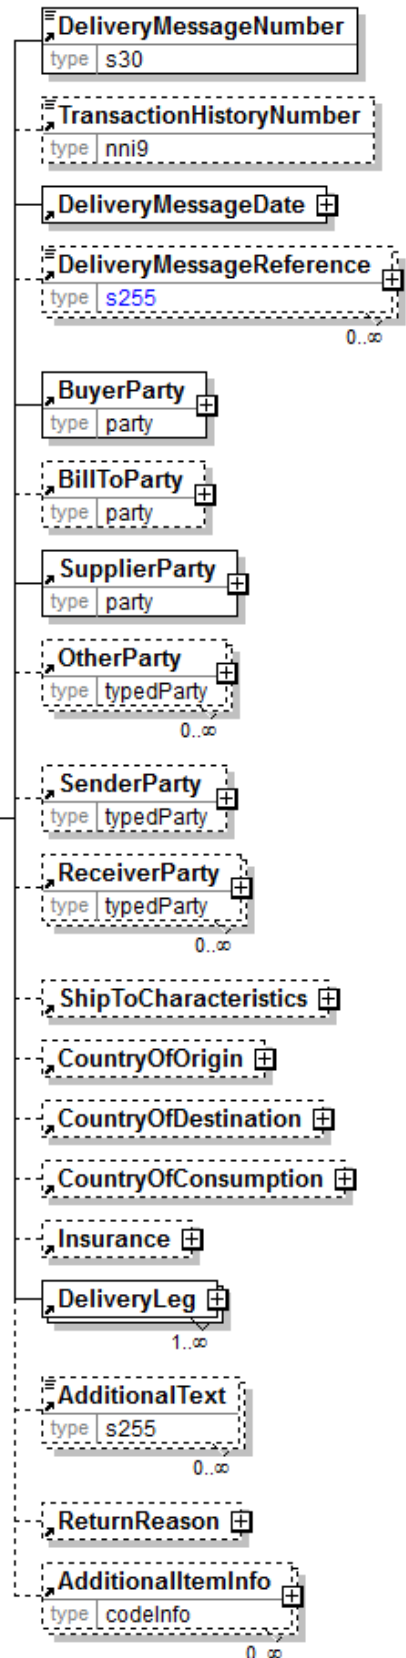 DeliveryMessageNumber
type s30
TransactionHistoryNumber
type nni9
DeliveryMessageDate
DeliveryMessageReference
type s255
0..∞
BuyerParty
type party
BillToParty
type party
SupplierParty
type party
OtherParty
type typedParty
0..∞
SenderParty
type typedParty
ReceiverParty
type typedParty
0..∞
ShipToCharacteristics
CountryOfOrigin
CountryOfDestination
CountryOfConsumption
Insurance
DeliveryLeg
1..∞
AdditionalText
type s255
0..∞
ReturnReason
AdditionalItemInfo
type codeInfo
0..∞